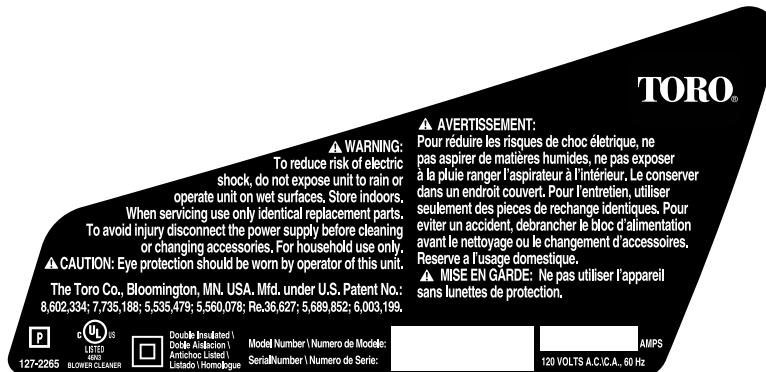 TORO®
⚠ WARNING:
To reduce risk of electric
shock, do not expose unit to rain or
operate unit on wet surfaces. Store indoors.
When servicing use only identical replacement parts.
To avoid injury disconnect the power supply before cleaning
or changing accessories. For household use only.
⚠ CAUTION: Eye protection should be worn by operator of this unit.
⚠ AVERTISSEMENT:
Pour réduire les risques de choc életrique, ne
pas aspirer de matières humides, ne pas exposer
à la pluie ranger l'aspirateur à l'intérieur. Le conserver
dans un endroit couvert. Pour l'entretien, utiliser
seulement des pieces de rechange identiques. Pour
eviter un accident, debrancher le bloc d'alimentation
avant le nettoyage ou le changement d'accessoires.
Reserve a l'usage domestique.
⚠ MISE EN GARDE: Ne pas utiliser l'appareil
sans lunettes de protection.
The Toro Co., Bloomington, MN. USA. Mfd. under U.S. Patent No.:
8,602,334; 7,735,188; 5,535,479; 5,560,078; Re.36,627; 5,689,852; 6,003,199.
P
127-2265
C UL US
LISTED
46N3
BLOWER CLEANER
Double Insulated \
Doble Aislacion \
Antichoc Listed \
Listado \ Homologue
Model Number \ Numero de Modele:
SerialNumber \ Numero de Serie:
AMPS
120 VOLTS A.C.\C.A., 60 Hz